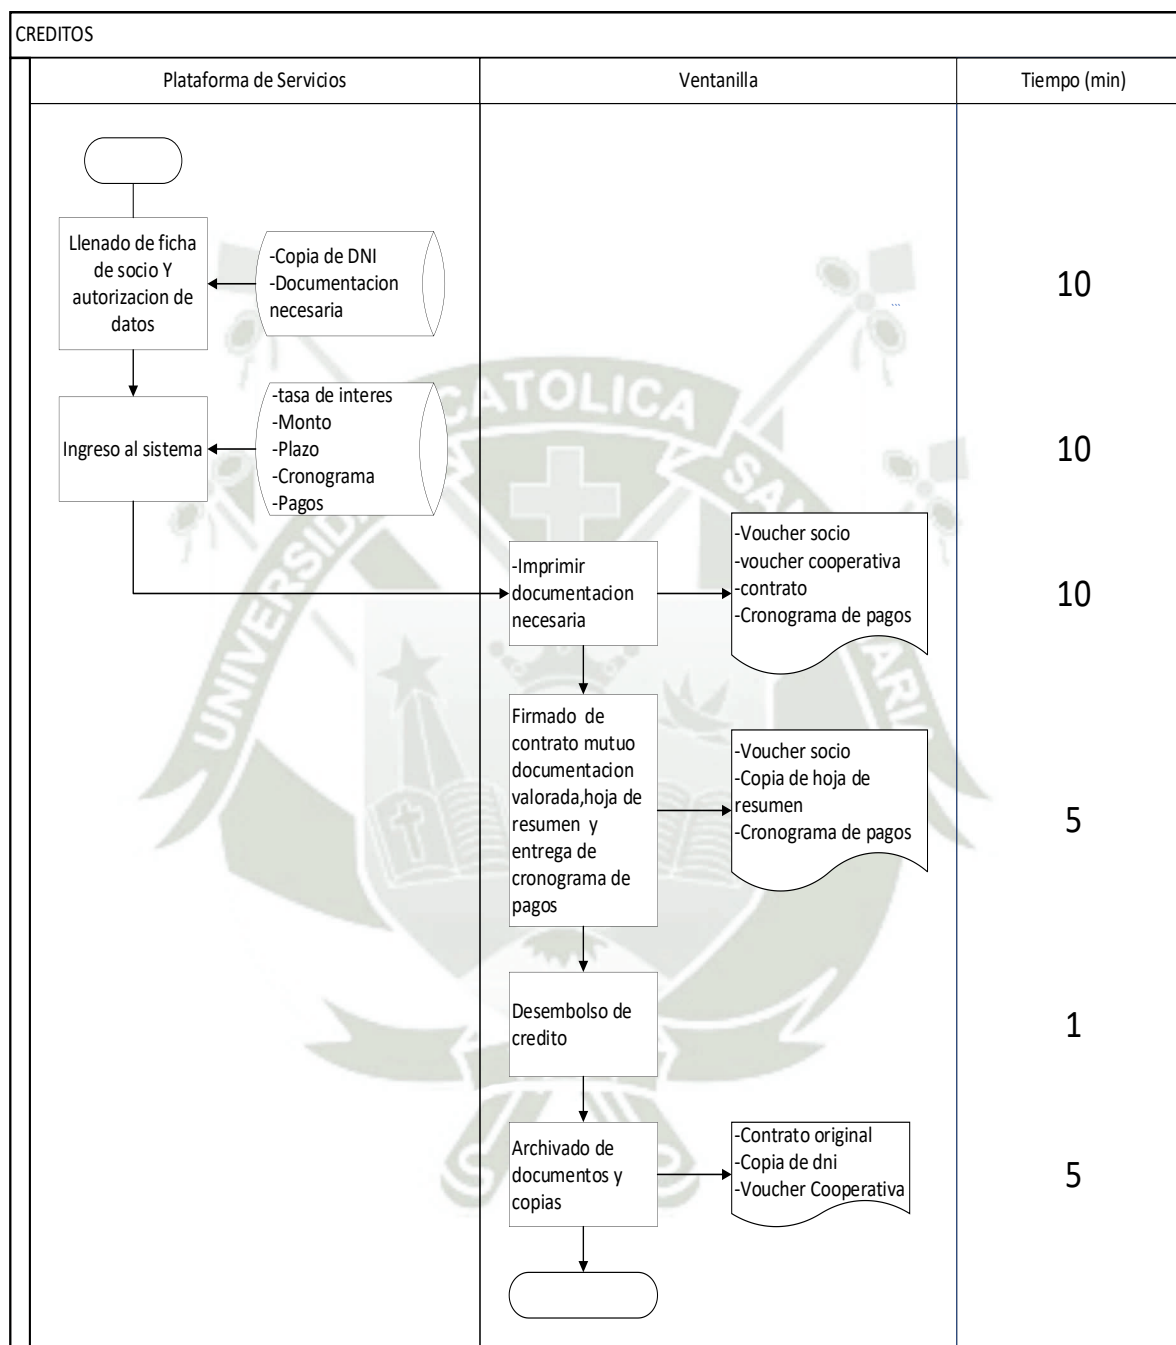 CREDITOS
Plataforma de Servicios
Ventanilla
Tiempo (min)
Llenado de ficha
de socio Y
autorizacion de
datos
-Copia de DNI
-Documentacion
necesaria
10
Ingreso al sistema
-tasa de interes
-Monto
-Plazo
-Cronograma
-Pagos
10
-Imprimir
documentacion
necesaria
-Voucher socio
-voucher cooperativa
-contrato
-Cronograma de pagos
10
Firmado de
contrato mutuo
documentacion
valorada,hoja de
resumen y
entrega de
cronograma de
pagos
-Voucher socio
-Copia de hoja de
resumen
-Cronograma de pagos
5
Desembolso de
credito
1
Archivado de
documentos y
copias
-Contrato original
-Copia de dni
-Voucher Cooperativa
5